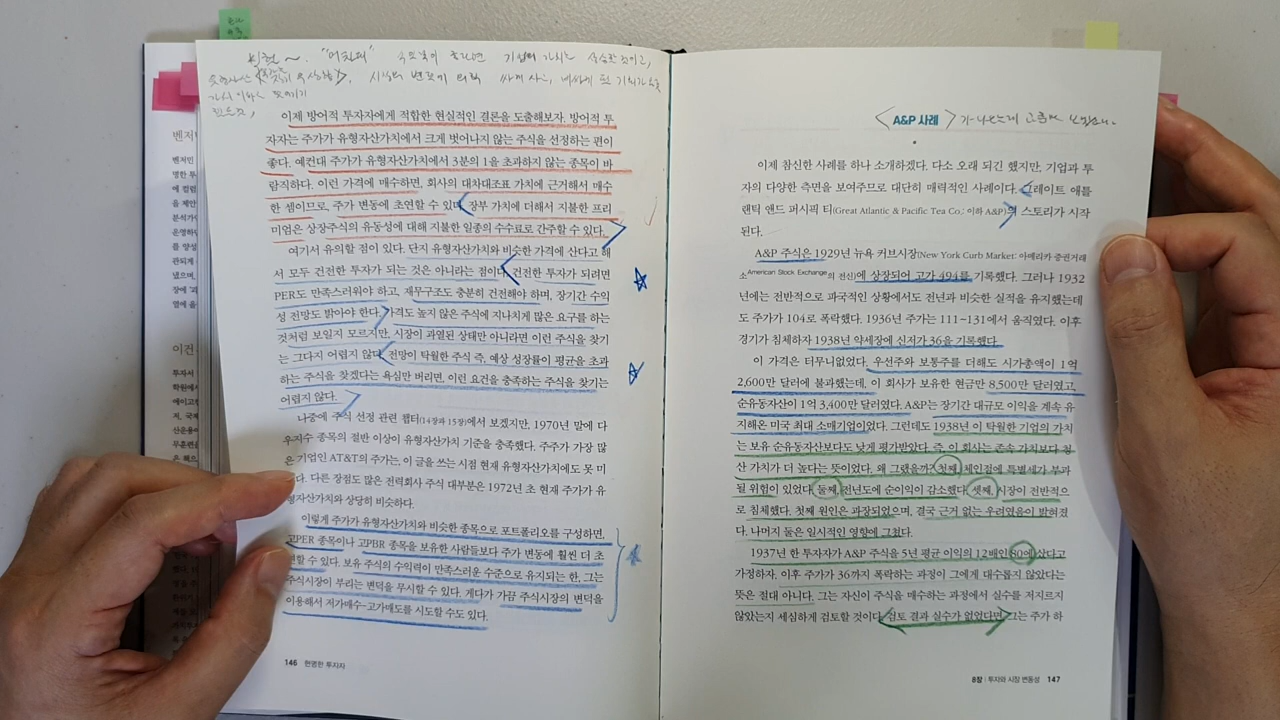 이제 방어적 투자자에게 적합한 현실적인 결론을 도출해보자. 방어적 투
자자는 주가가 유형자산가치에서 크게 벗어나지 않는 주식을 선정하는 편이
좋다. 예컨대 주가가 유형자산가치에서 3분의 1을 초과하지 않는 종목이 바
람직하다. 이런 가격에 매수하면, 회사의 대차대조표 가치에 근거해서 매수
한 셈이므로, 주가 변동에 초연할 수 있다. 장부 가치에 더해서 지불한 프리
미엄은 상장주식의 유동성에 대해 지불한 일종의 수수료로 간주할 수 있다.
여기서 유의할 점이 있다. 단지 유형자산가치와 비슷한 가격에 산다고 해
서 모두 건전한 투자가 되는 것은 아니라는 점이다. 건전한 투자가 되려면
PER도 만족스러워야 하고, 재무구조도 충분히 건전해야 하며, 장기간 수익
성 전망도 밝아야 한다. 가격도 높지 않은 주식에 지나치게 많은 요구를 하는
것처럼 보일지 모르지만, 시장이 과열된 상태만 아니라면 이런 주식을 찾기
는 그다지 어렵지 않다. 전망이 탁월한 주식 즉, 예상 성장률이 평균을 초과
하는 주식을 찾겠다는 욕심만 버리면, 이런 요건을 충족하는 주식을 찾기는
어렵지 않다.
나중에 주식 선정 관련 챕터(14장과 15장)에서 보겠지만, 1970년 말에 다
우지수 종목의 절반 이상이 유형자산가치 기준을 충족했다. 주주가 가장 많
은 기업인 AT&T의 주가는, 이 글을 쓰는 시점 현재 유형자산가치에도 못 미
다. 다른 장점도 많은 전력회사 주식 대부분은 1972년 초 현재 주가가 유
형자산가치와 상당히 비슷하다.
이렇게 주가가 유형자산가치와 비슷한 종목으로 포트폴리오를 구성하면,
고PER 종목이나 고PBR 종목을 보유한 사람들보다 주가 변동에 훨씬 더 초
연할 수 있다. 보유 주식의 수익력이 만족스러운 수준으로 유지되는 한, 그는
주식시장이 부리는 변덕을 무시할 수 있다. 게다가 가끔 주식시장의 변덕을
이용해서 저가매수-고가매도를 시도할 수도 있다.
146 현명한 투자자
A&P 사례
이제 참신한 사례를 하나 소개하겠다. 다소 오래 되긴 했지만, 기업과 투
자의 다양한 측면을 보여주므로 대단히 매력적인 사례이다. 그레이트 애틀
랜틱 앤드 퍼시픽 티(Great Atlantic & Pacific Tea Co.; 이하 A&P)의 스토리가 시작
된다.
A&P 주식은 1929년 뉴욕 커브시장(New York Curb Marker: 아메리카 증권거래
소American Stock Exchange의 전신)에 상장되어 고가 494를 기록했다. 그러나 1932
년에는 전반적으로 파국적인 상황에서도 전년과 비슷한 실적을 유지했는데
도 주가가 104로 폭락했다. 1936년 주가는 111~131에서 움직였다. 이후
경기가 침체하자 1938년 약세장에 신저가 36을 기록했다.
이 가격은 터무니없었다. 우선주와 보통주를 더해도 시가총액이 1억
2,600만 달러에 불과했는데, 이 회사가 보유한 현금만 8,500만 달러였고,
순유동자산이 1억 3,400만 달러였다. A&P는 장기간 대규모 이익을 계속 유
지해온 미국 최대 소매기업이었다. 그런데도 1938년 이 탁월한 기업의 가치
는 보유 순유동자산보다도 낮게 평가받았다. 즉, 이 회사는 존속 가치보다 청
산 가치가 더 높다는 뜻이었다. 왜 그랬을까? 첫째, 체인점에 특별세가 부과
될 위험이 있었다. 둘째, 전년도에 순이익이 감소했다. 셋째, 시장이 전반적으
로 침체했다. 첫째 원인은 과장되었으며, 결국 근거 없는 우려였음이 밝혀졌
다. 나머지 둘은 일시적인 영향에 그쳤다.
1937년 한 투자자가 A&P 주식을 5년 평균 이익의 12배인 80에 샀다고
가정하자. 이후 주가가 36까지 폭락하는 과정이 그에게 대수롭지 않았다는
뜻은 절대 아니다. 그는 자신이 주식을 매수하는 과정에서 실수를 저지르지
않았는지 세심하게 검토할 것이다. 검토 결과 실수가 없었다면, 그는 주가 하
8장 | 투자와 시장 변동성 147